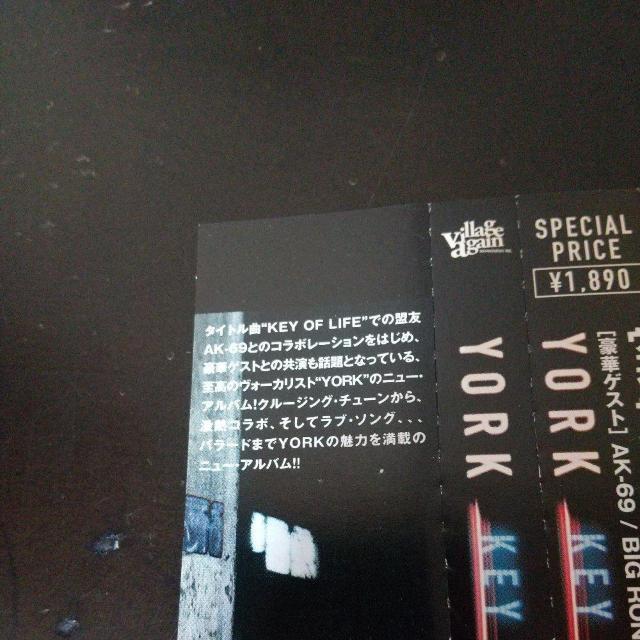 タイトル曲"KEY OF LIFE"での盟友
AK-69とのコラボレーションをはじめ、
豪華ゲストとの共演も話題となっている、
至高のヴォーカリスト"YORK"のニュー・
アルバム!クルージング・チューンから、
コラボ、そしてラブ・ソング、、、
バラードまでYORKの魅力を満載の
ニュー・アルバム!!
Village
again
YORK
KEY
SPECIAL
PRICE
¥1,890
YORK
KEY
[豪華ゲスト] AK-69 / BIG RON